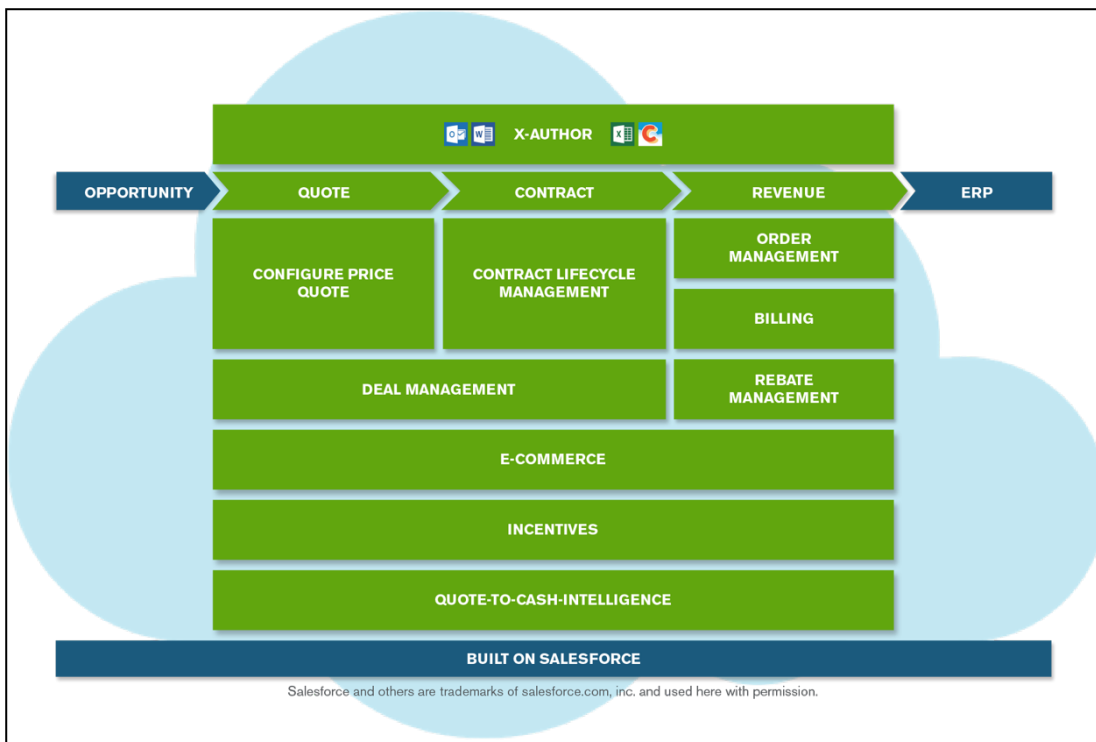 X-AUTHOR
OPPORTUNITY
QUOTE
CONTRACT
REVENUE
ERP
CONFIGURE PRICE
QUOTE
CONTRACT LIFECYCLE
MANAGEMENT
ORDER
MANAGEMENT
BILLING
DEAL MANAGEMENT
REBATE
MANAGEMENT
E-COMMERCE
INCENTIVES
QUOTE-TO-CASH-INTELLIGENCE
BUILT ON SALESFORCE
Salesforce and others are trademarks of salesforce.com, inc. and used here with permission.